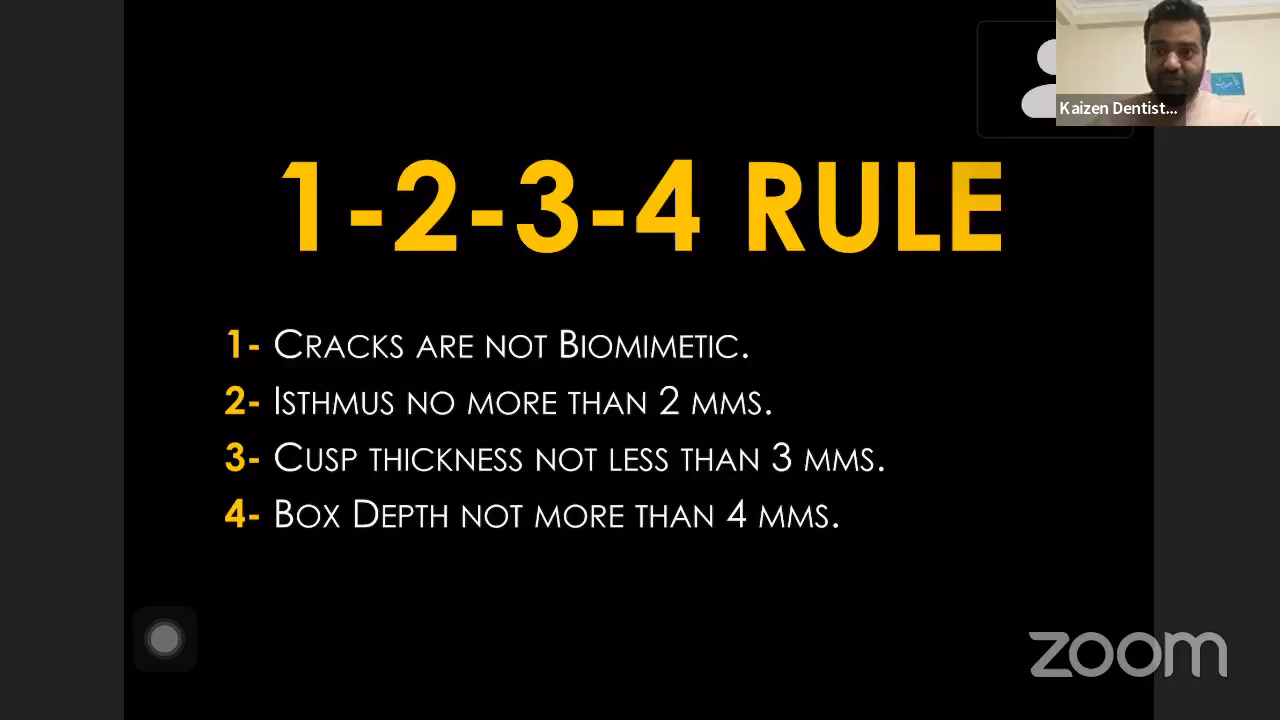 Kaizen Dentist...
1-2-3-4 RULE
1- CRACKS ARE NOT BIOMIMETIC.
2- ISTHMUS NO MORE THAN 2 MMS.
3- CUSP THICKNESS NOT LESS THAN 3 MMS.
4- BOX DEPTH NOT MORE THAN 4 MMS.
zoom